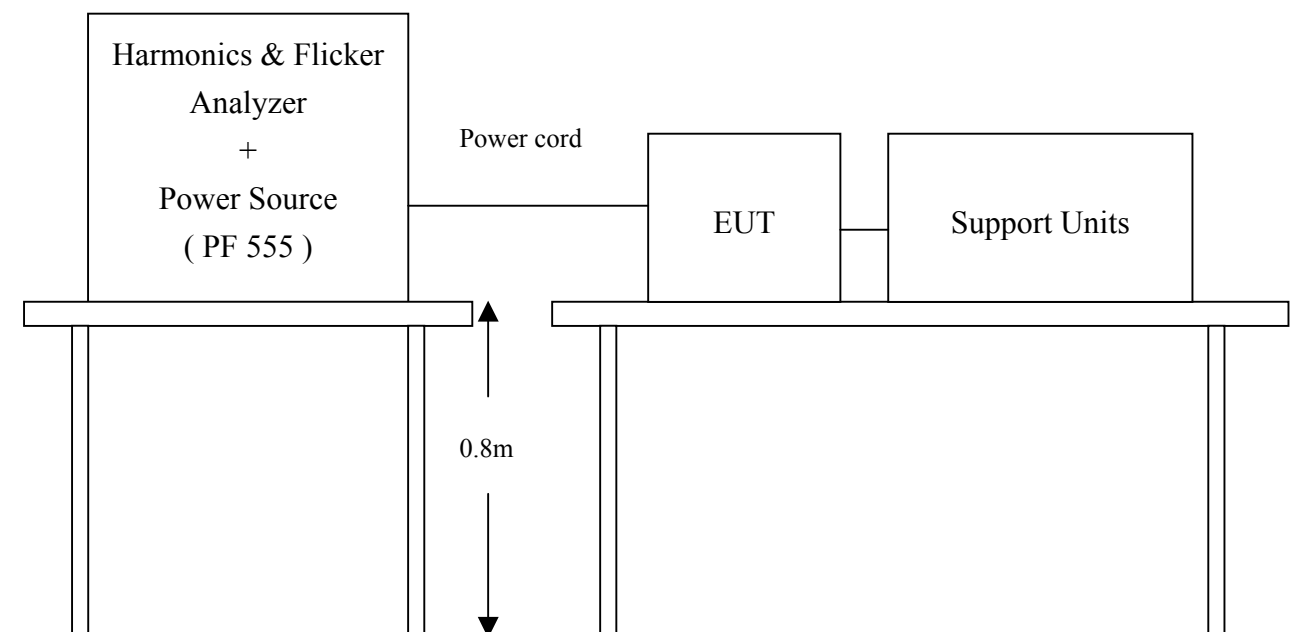 Harmonics & Flicker
Analyzer
+
Power Source
( PF 555 )
Power cord
EUT
Support Units
0.8m